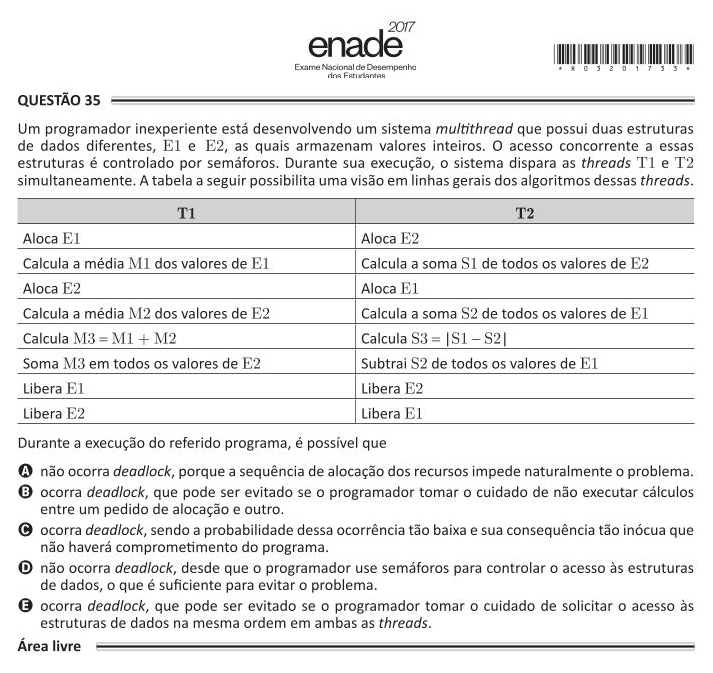 2017
enade
Exame Nacional de Desempenho
dos Estudantes
* R 0 3 2 0 1 7 3 3 *
QUESTÃO 35
Um programador inexperiente está desenvolvendo um sistema multithread que possui duas estruturas
de dados diferentes, E1 e E2, as quais armazenam valores inteiros. O acesso concorrente a essas
estruturas é controlado por semáforos. Durante sua execução, o sistema dispara as threads T1 e T2
simultaneamente. A tabela a seguir possibilita uma visão em linhas gerais dos algoritmos dessas threads.
T1 T2
Aloca E1 Aloca E2
Calcula a média M1 dos valores de E1 Calcula a soma S1 de todos os valores de E2
Aloca E2 Aloca E1
Calcula a média M2 dos valores de E2 Calcula a soma S2 de todos os valores de E1
Calcula M3 = M1 + M2 Calcula S3 = |S1 – S2|
Soma M3 em todos os valores de E2 Subtrai S2 de todos os valores de E1
Libera E1 Libera E2
Libera E2 Libera E1
Durante a execução do referido programa, é possível que
A não ocorra deadlock, porque a sequência de alocação dos recursos impede naturalmente o problema.
B ocorra deadlock, que pode ser evitado se o programador tomar o cuidado de não executar cálculos
entre um pedido de alocação e outro.
C ocorra deadlock, sendo a probabilidade dessa ocorrência tão baixa e sua consequência tão inócua que
não haverá comprometimento do programa.
D não ocorra deadlock, desde que o programador use semáforos para controlar o acesso às estruturas
de dados, o que é suficiente para evitar o problema.
E ocorra deadlock, que pode ser evitado se o programador tomar o cuidado de solicitar o acesso às
estruturas de dados na mesma ordem em ambas as threads.
Área livre